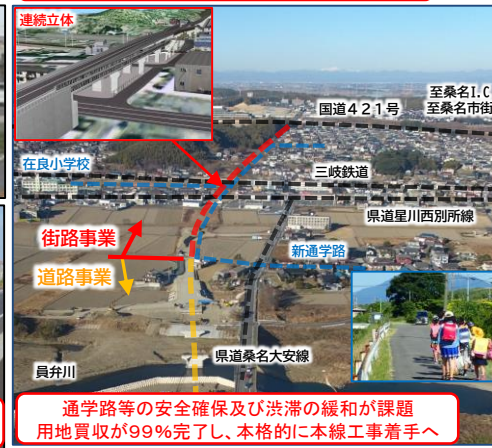 連続立体
至桑名I.C
至桑名市街
国道421号
在良小学校
三岐鉄道
県道星川西別所線
街路事業
新通学路
道路事業
県道桑名大安線
員弁川
通学路等の安全確保及び渋滞の緩和が課題
用地買収が99%完了し、本格的に本線工事着手へ